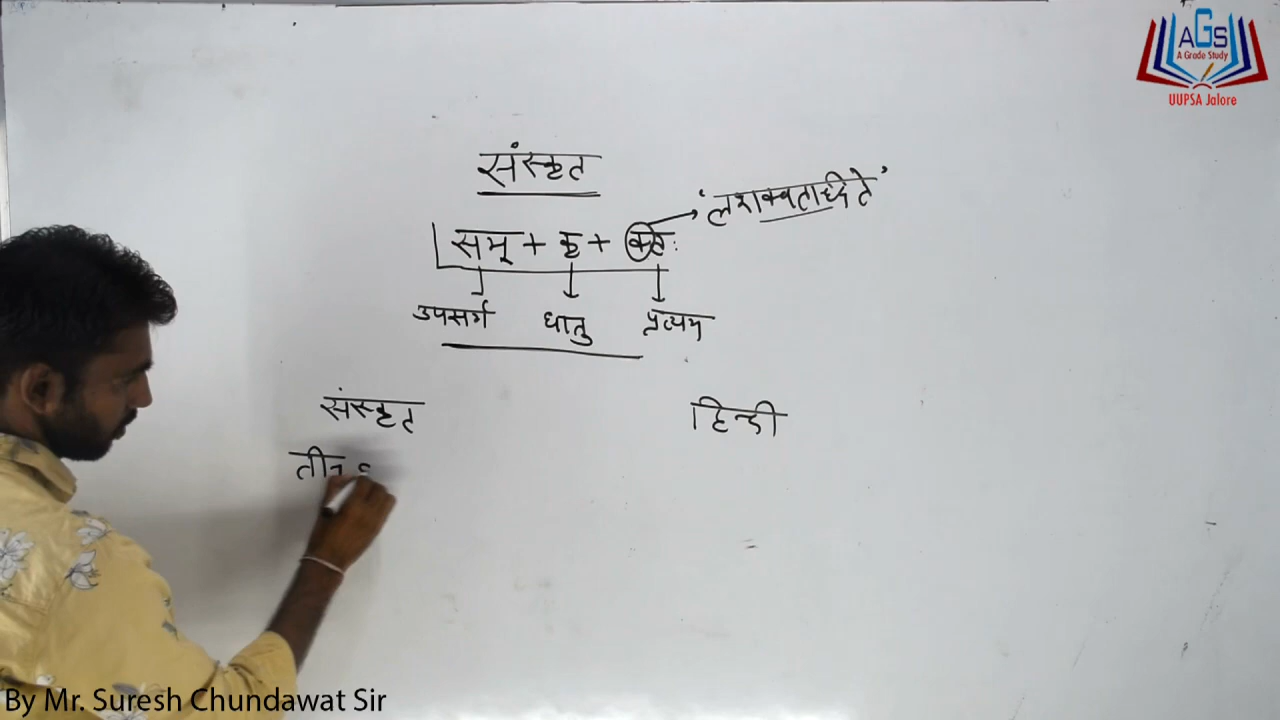 AGS
A Grade Study
UUPSA Jalore
संस्कृत
'लशक्वतद्धिते'
सम् + कृ + क्तः
उपसर्ग धातु प्रत्यय
संस्कृत हिन्दी
तीन
By Mr. Suresh Chundawat Sir